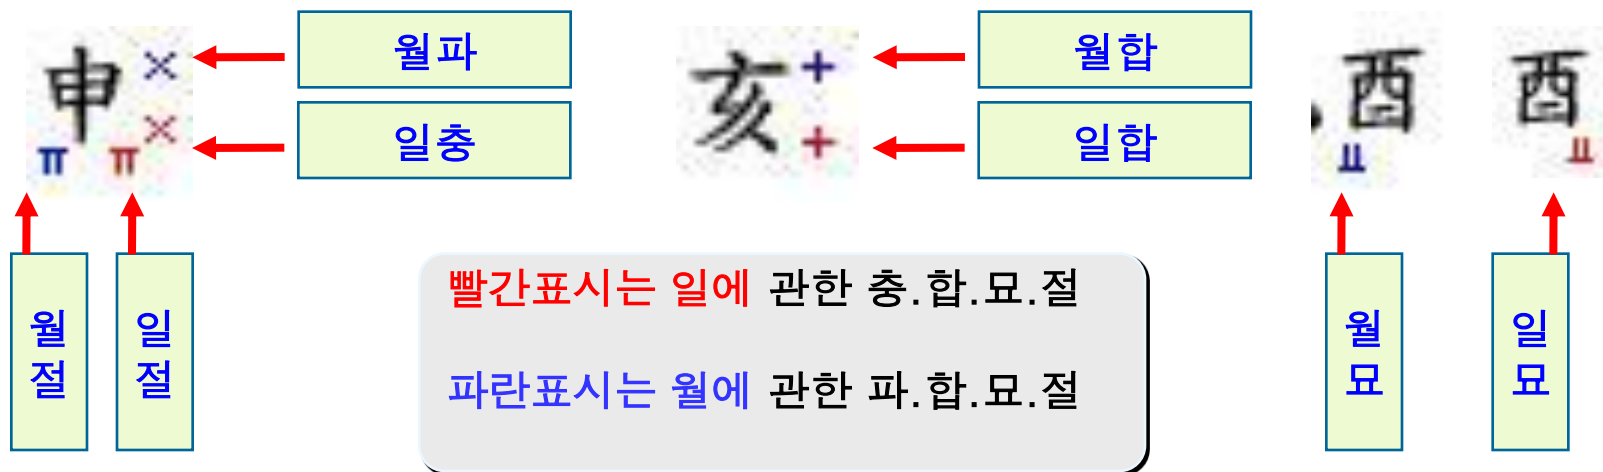 申 × 월파
× 일충
π π
亥 + 월합
+ 일합
酉 酉
월절
일절
월묘
일묘
빨간표시는 일에 관한 충.합.묘.절
파란표시는 월에 관한 파.합.묘.절